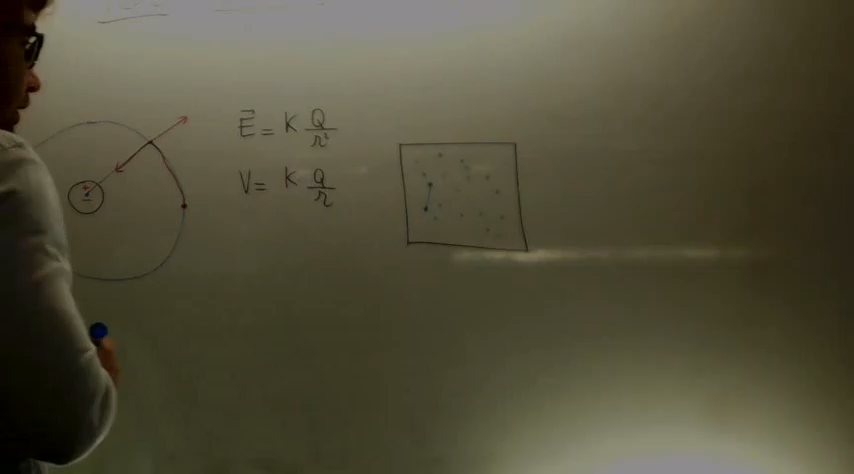 +
−
E⃗ = K Q/r²
V = K Q/r